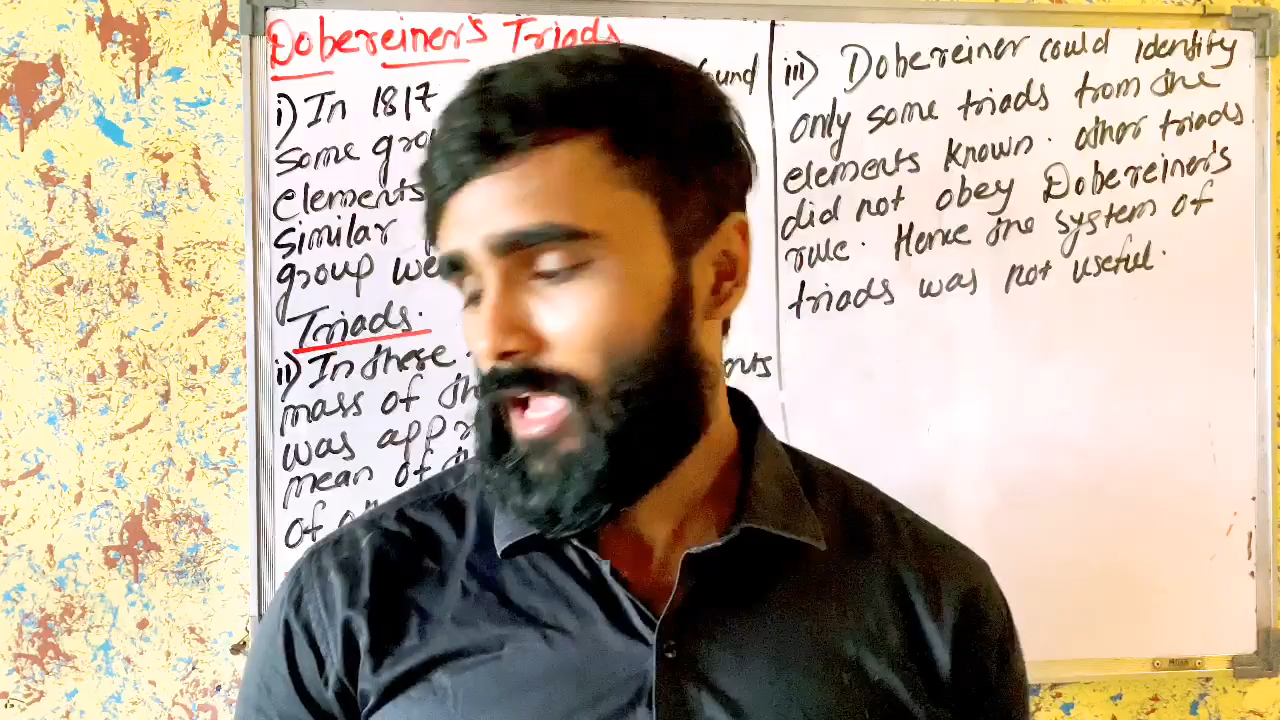 Dobereiner's Triads
i) In 1817 ound
some gro
elements
similar
group we
Triads.
ii) In these
mass of th
was app
mean of
of
iii) Dobereiner could identify
only some triads from the
elements known. other triads
did not obey Dobereiner's
rule. Hence the system of
triads was not useful.